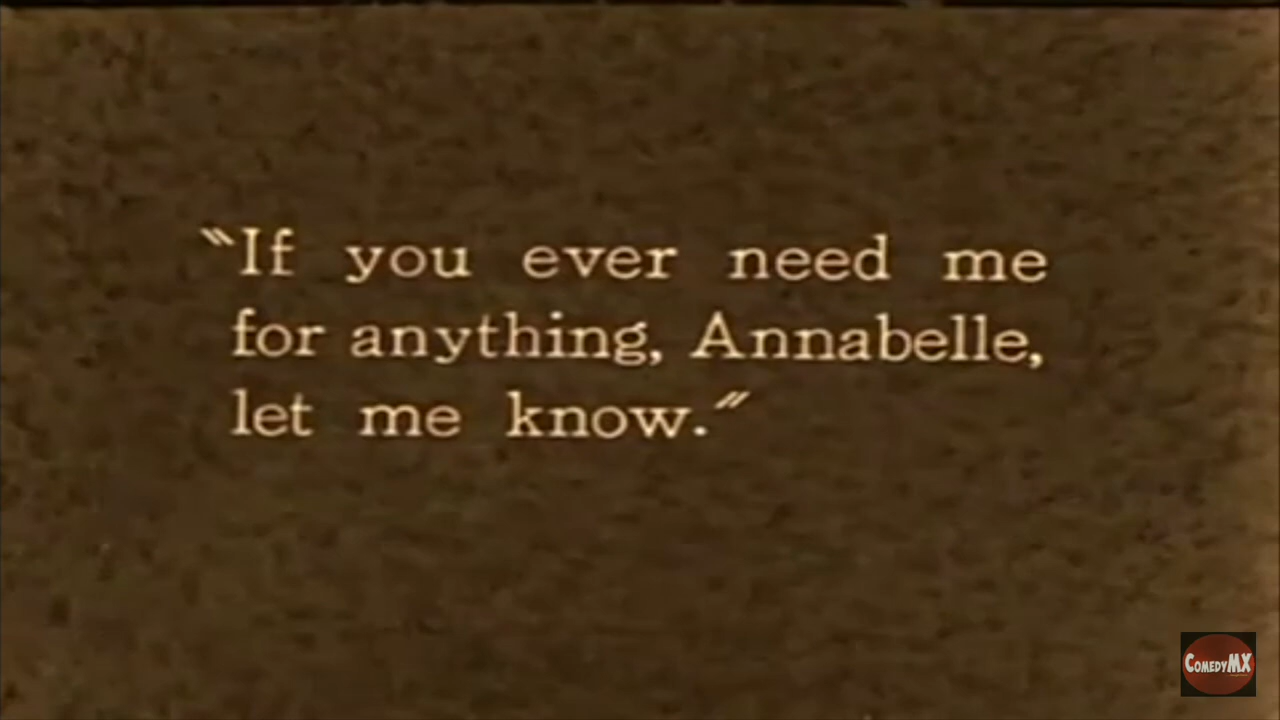 "If you ever need me
for anything, Annabelle,
let me know."
COMEDYMX